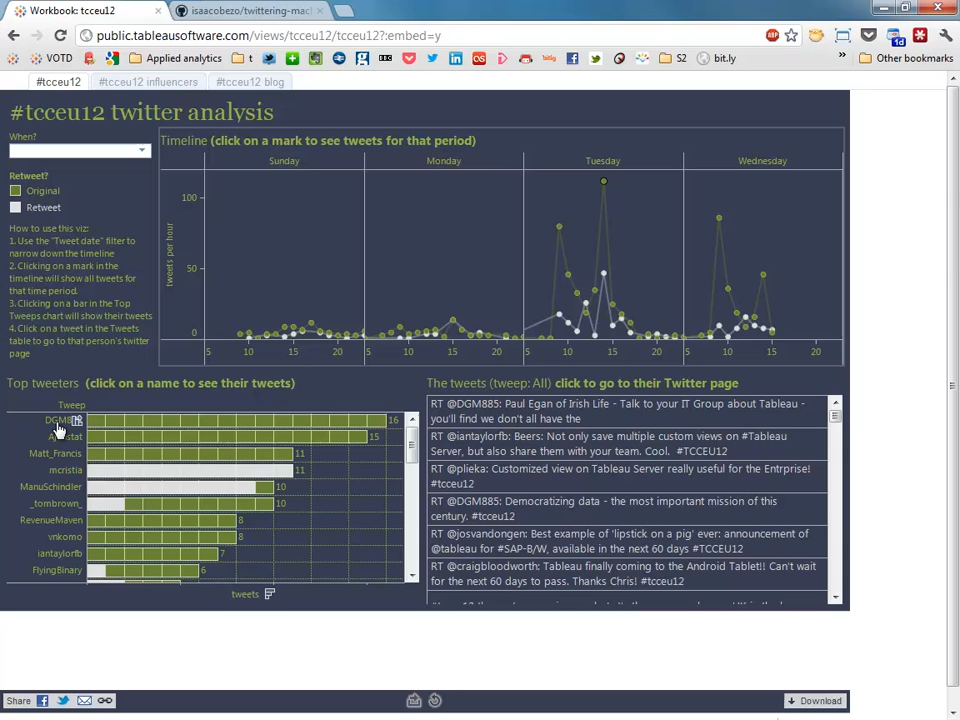 Workbook: tcceu12
isaacobezo/twittering-mac
public.tableausoftware.com/views/tcceu12/tcceu12?:embed=y
VOTD
Applied analytics
t
S2
bit.ly
Other bookmarks
#tcceu12
#tcceu12 influencers
#tcceu12 blog
#tcceu12 twitter analysis
When?
Retweet?
Original
Retweet
How to use this viz:
1. Use the "Tweet date" filter to
narrow down the timeline
2. Clicking on a mark in the
timeline will show all tweets for
that time period.
3. Clicking on a bar in the Top
Tweeps chart will show their tweets
4. Click on a tweet in the Tweets
table to go to that person's twitter
page
Timeline (click on a mark to see tweets for that period)
Sunday Monday Tuesday Wednesday
tweets per hour
100
50
0
5 10 15 20 5 10 15 20 5 10 15 20 5 10 15 20
Top tweeters (click on a name to see their tweets)
Tweep
16
15
Matt_Francis 11
mcristia 11
ManuSchindler 10
_tombrown_ 10
RevenueMaven 8
vnkomo 8
iantaylorfb 7
FlyingBinary 6
tweets
The tweets (tweep: All) click to go to their Twitter page
RT @DGM885: Paul Egan of Irish Life - Talk to your IT Group about Tableau -
you'll find we don't all have the
RT @iantaylorfb: Beers: Not only save multiple custom views on #Tableau
Server, but also share them with your team. Cool. #TCCEU12
RT @plieka: Customized view on Tableau Server really useful for the Entrprise!
#tcceu12
RT @DGM885: Democratizing data - the most important mission of this
century. #tcceu12
RT @josvandongen: Best example of 'lipstick on a pig' ever: announcement of
@tableau for #SAP-B/W, available in the next 60 days #TCCEU12
RT @craigbloodworth: Tableau finally coming to the Android Tablet!! Can't wait
for the next 60 days to pass. Thanks Chris! #tcceu12
Share
Download